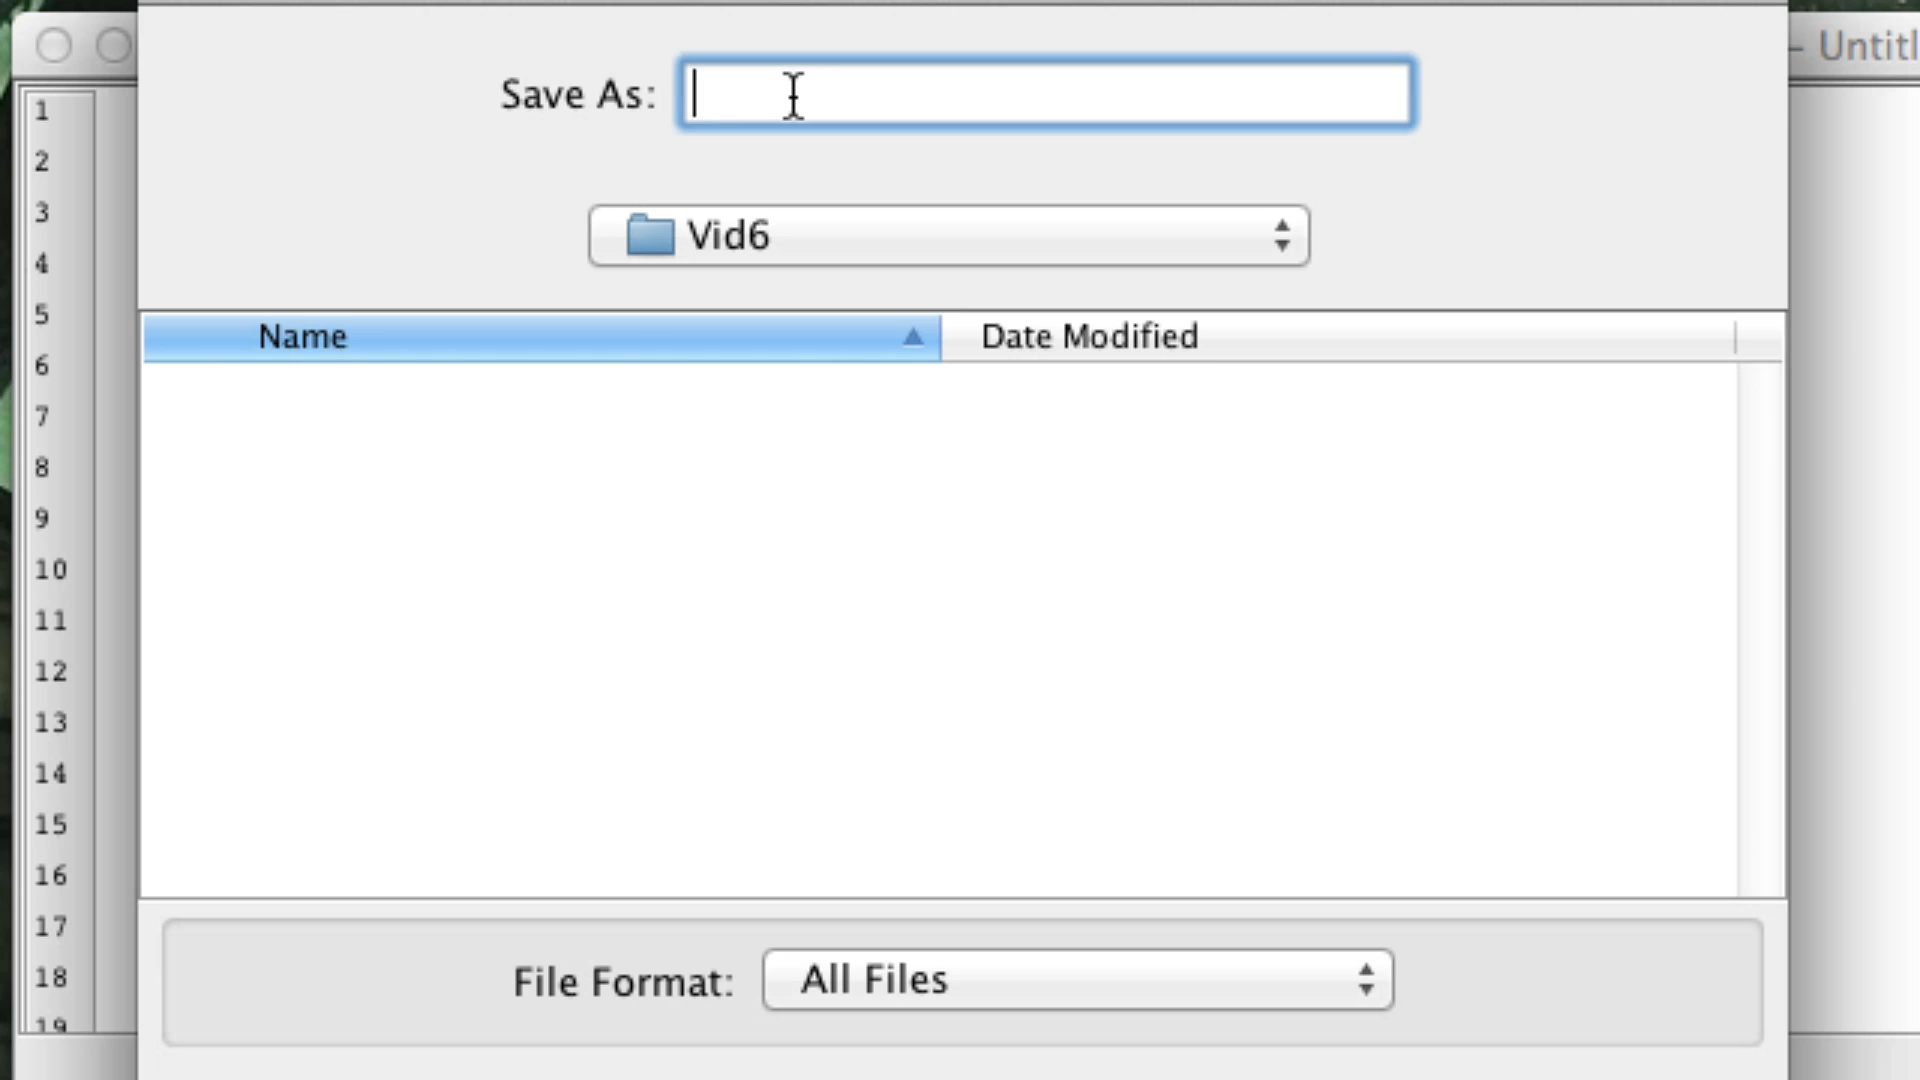 – Untitl
Save As:
Vid6
Name
Date Modified
1
2
3
4
5
6
7
8
9
10
11
12
13
14
15
16
17
18
19
File Format:
All Files